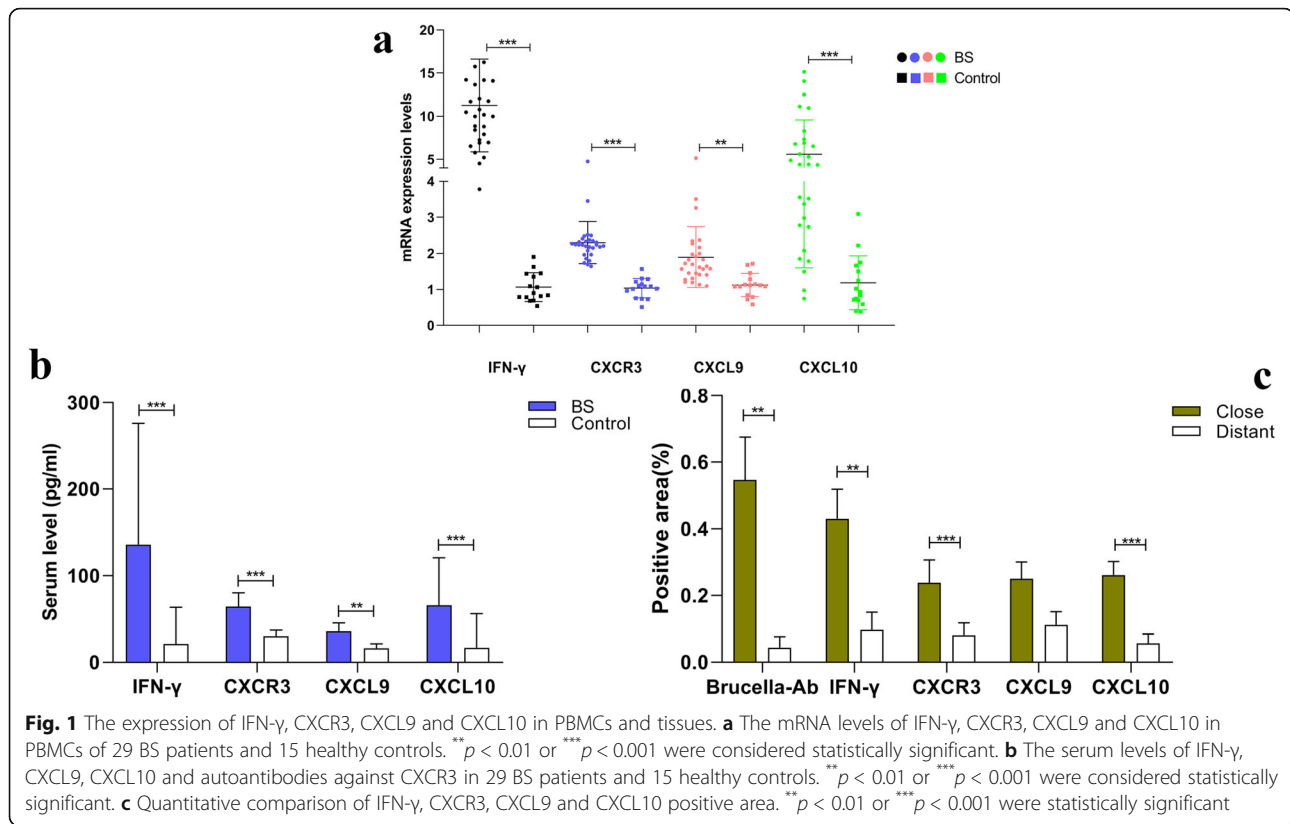 a
20
15
10
5
4
3
2
1
0
mRNA expression levels
***
***
**
***
BS
Control
IFN-γ CXCR3 CXCL9 CXCL10
b
300
200
100
0
Serum level (pg/ml)
***
***
**
***
BS
Control
IFN-γ CXCR3 CXCL9 CXCL10
c
0.8
0.6
0.4
0.2
0.0
Positive area(%)
**
**
***
***
Close
Distant
Brucella-Ab IFN-γ CXCR3 CXCL9 CXCL10
Fig. 1 The expression of IFN-γ, CXCR3, CXCL9 and CXCL10 in PBMCs and tissues. a The mRNA levels of IFN-γ, CXCR3, CXCL9 and CXCL10 in
PBMCs of 29 BS patients and 15 healthy controls. **p < 0.01 or ***p < 0.001 were considered statistically significant. b The serum levels of IFN-γ,
CXCL9, CXCL10 and autoantibodies against CXCR3 in 29 BS patients and 15 healthy controls. **p < 0.01 or ***p < 0.001 were considered statistically
significant. c Quantitative comparison of IFN-γ, CXCR3, CXCL9 and CXCL10 positive area. **p < 0.01 or ***p < 0.001 were statistically significant